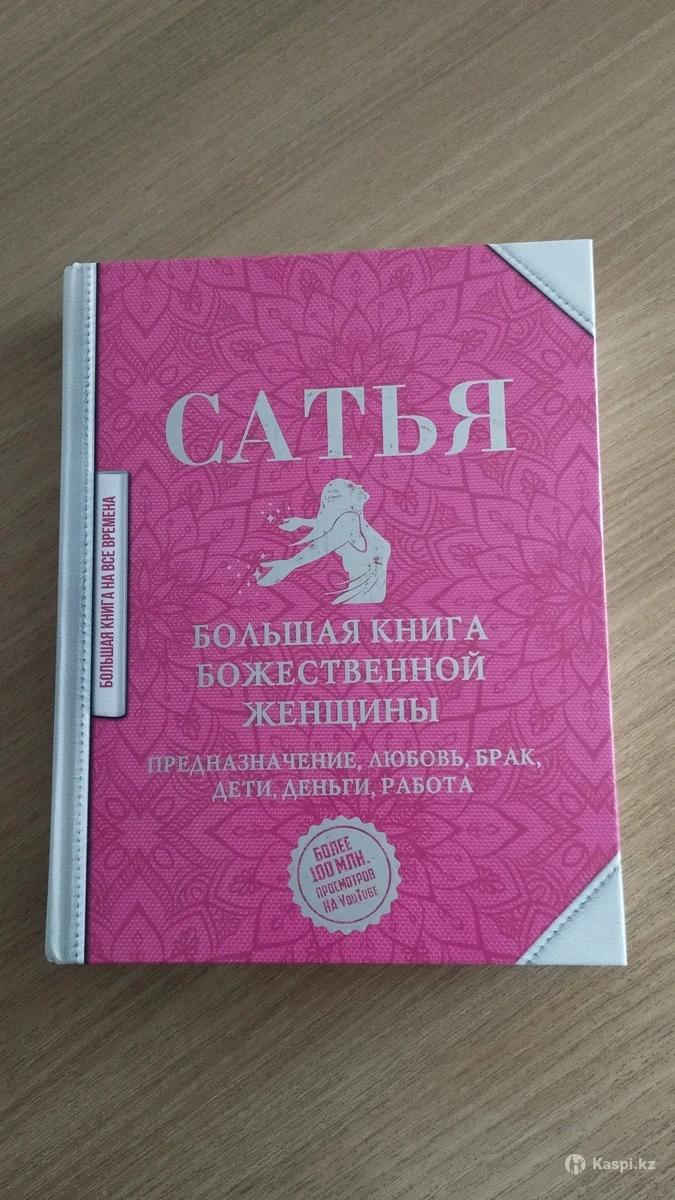 САТЬЯ
БОЛЬШАЯ КНИГА НА ВСЕ ВРЕМЕНА
БОЛЬШАЯ КНИГА
БОЖЕСТВЕННОЙ
ЖЕНЩИНЫ
ПРЕДНАЗНАЧЕНИЕ, ЛЮБОВЬ, БРАК,
ДЕТИ, ДЕНЬГИ, РАБОТА
БОЛЕЕ
100 МЛН.
ПРОСМОТРОВ
НА YouTube
Kaspi.kz